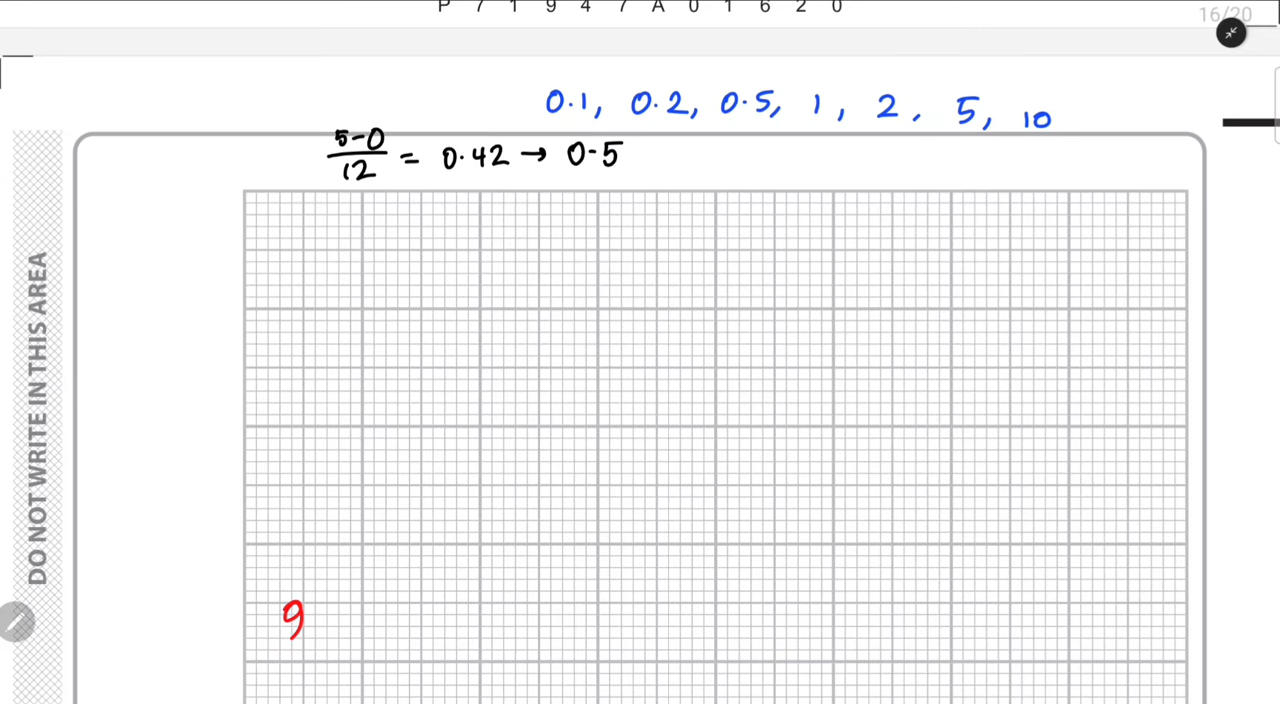 P 7 1 9 4 7 A 0 1 6 2 0
16/20
0.1, 0.2, 0.5, 1, 2, 5, 10
5-0/12 = 0.42 → 0.5
DO NOT WRITE IN THIS AREA
9